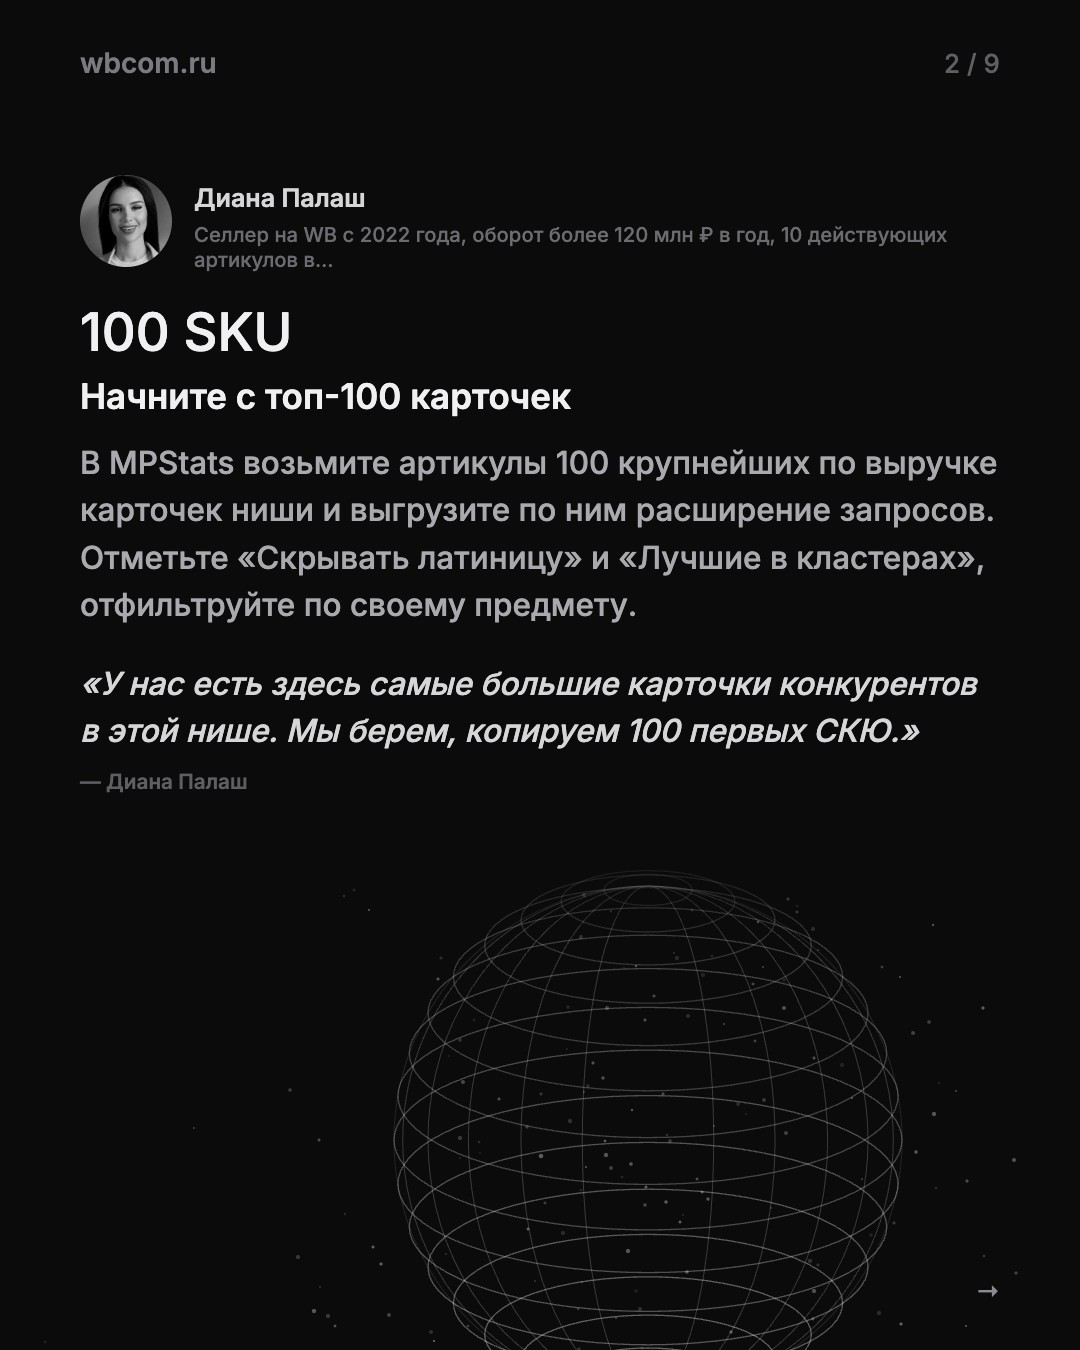 wbcom.ru
2 / 9
Диана Палаш
Селлер на WB с 2022 года, оборот более 120 млн ₽ в год, 10 действующих
артикулов в...
100 SKU
Начните с топ-100 карточек
В MPStats возьмите артикулы 100 крупнейших по выручке
карточек ниши и выгрузите по ним расширение запросов.
Отметьте «Скрывать латиницу» и «Лучшие в кластерах»,
отфильтруйте по своему предмету.
«У нас есть здесь самые большие карточки конкурентов
в этой нише. Мы берем, копируем 100 первых СКЮ.»
— Диана Палаш
→